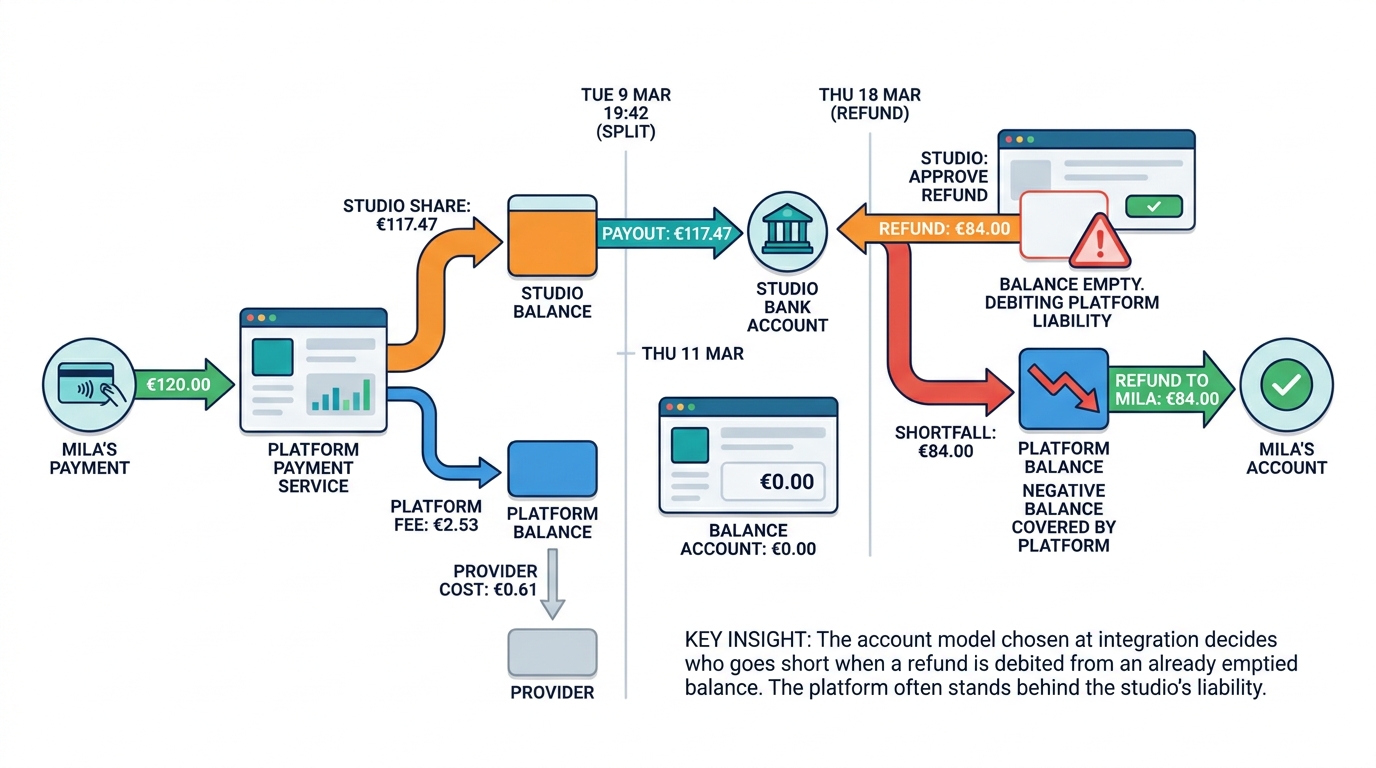 TUE 9 MAR
19:42
(SPLIT)
THU 18 MAR
(REFUND)
STUDIO:
APPROVE
REFUND
STUDIO SHARE:
€117.47
PAYOUT: €117.47
REFUND: €84.00
STUDIO
BALANCE
STUDIO
BANK
ACCOUNT
BALANCE EMPTY.
DEBITING PLATFORM
LIABILITY
THU 11 MAR
€120.00
MILA'S
PAYMENT
PLATFORM
PAYMENT
SERVICE
REFUND TO
MILA: €84.00
SHORTFALL:
€84.00
PLATFORM
BALANCE
NEGATIVE
BALANCE
COVERED BY
PLATFORM
MILA'S
ACCOUNT
€0.00
BALANCE
ACCOUNT: €0.00
PLATFORM
FEE: €2.53
PLATFORM
BALANCE
PROVIDER
COST: €0.61
PROVIDER
KEY INSIGHT: The account model chosen at integration decides
who goes short when a refund is debited from an already emptied
balance. The platform often stands behind the studio's liability.